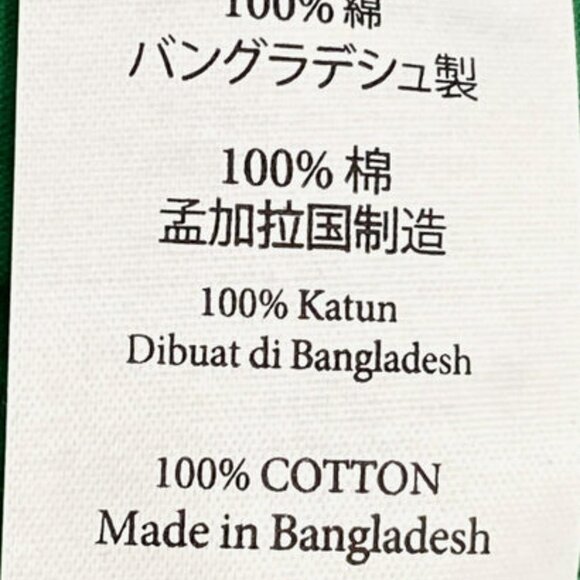 100% 綿
バングラデシュ製
100% 棉
孟加拉国制造
100% Katun
Dibuat di Bangladesh
100% COTTON
Made in Bangladesh